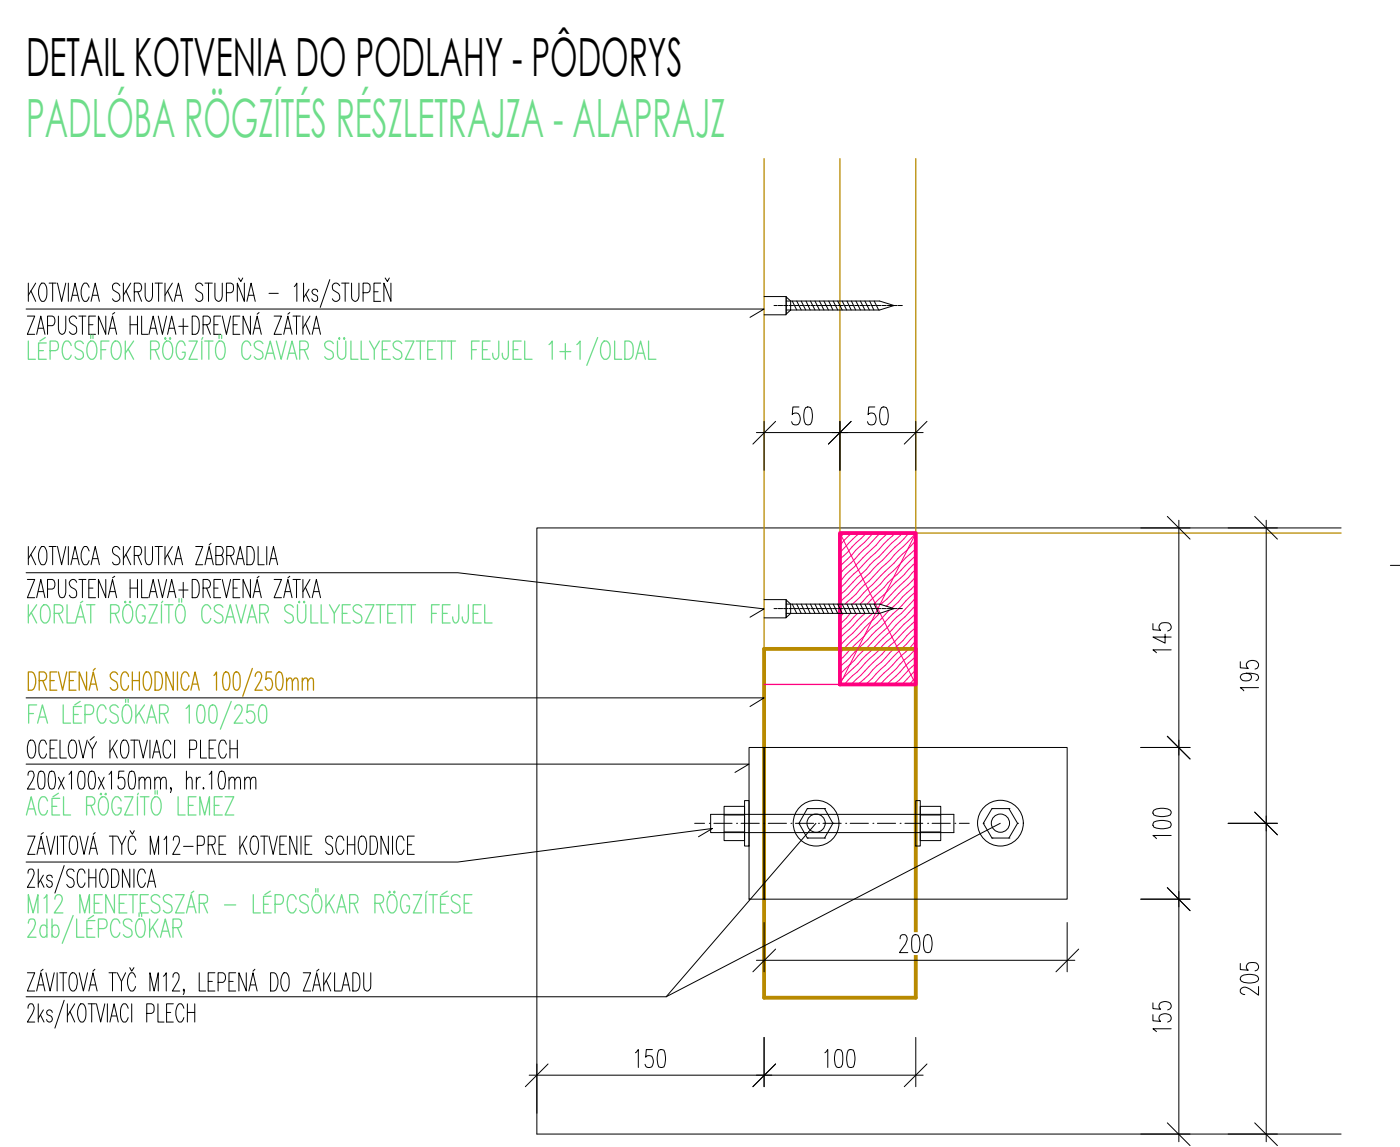 DETAIL KOTVENIA DO PODLAHY - PÔDORYS
PADLÓBA RÖGZÍTÉS RÉSZLETRAJZA - ALAPRAJZ
KOTVIACA SKRUTKA STUPŇA - 1ks/STUPEŇ
ZAPUSTENÁ HLAVA+DREVENÁ ZÁTKA
LÉPCSŐFOK RÖGZÍTŐ CSAVAR SÜLLYESZTETT FEJJEL 1+1/OLDAL
50
50
KOTVIACA SKRUTKA ZÁBRADLIA
ZAPUSTENÁ HLAVA+DREVENÁ ZÁTKA
KORLÁT RÖGZÍTŐ CSAVAR SÜLLYESZTETT FEJJEL
145
195
DREVENÁ SCHODNICA 100/250mm
FA LÉPCSŐKAR 100/250
OCELOVÝ KOTVIACI PLECH
200x100x150mm, hr.10mm
ACÉL RÖGZÍTŐ LEMEZ
100
ZÁVITOVÁ TYČ M12-PRE KOTVENIE SCHODNICE
2ks/SCHODNICA
M12 MENETESSZÁR - LÉPCSŐKAR RÖGZÍTÉSE
2db/LÉPCSŐKAR
200
205
ZÁVITOVÁ TYČ M12, LEPENÁ DO ZÁKLADU
2ks/KOTVIACI PLECH
155
150
100